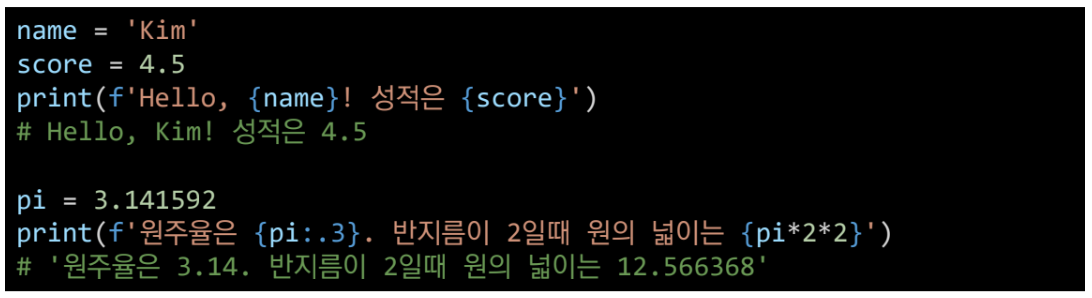 name = 'Kim'
score = 4.5
print(f'Hello, {name}! 성적은 {score}')
# Hello, Kim! 성적은 4.5
pi = 3.141592
print(f'원주율은 {pi:.3}. 반지름이 2일때 원의 넓이는 {pi*2*2}')
# '원주율은 3.14. 반지름이 2일때 원의 넓이는 12.566368'